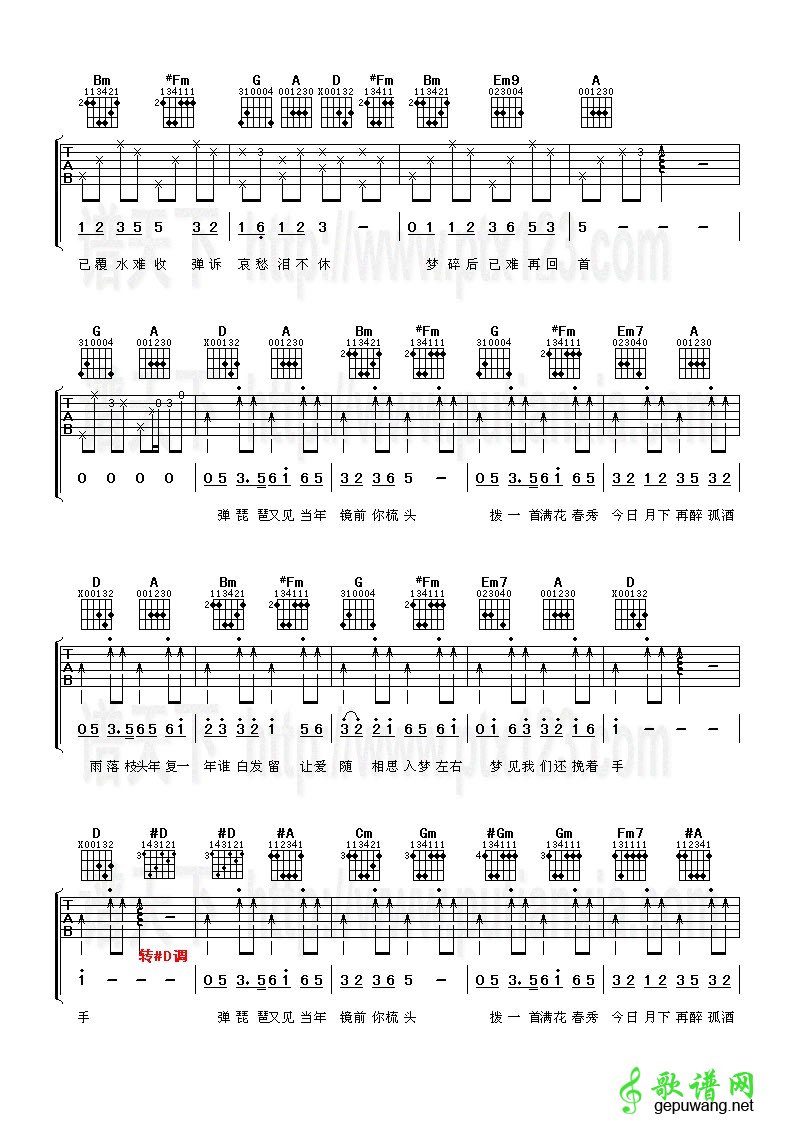 Bm #Fm G A D #Fm Bm Em9 A
113421 134111 310004 001230 X00132 134111 113421 023004 001230
2 2 2 2
T A B 3 3
1 2 3 5 5 3 2 1 6 1 2 3 - 0 1 1 2 3 6 5 3 5 - - -
已覆水难收 弹诉 哀愁泪不休 梦碎后已难再回 首
G A D A Bm #Fm G #Fm Em7 A
310004 001230 X00132 001230 113421 134111 310004 134111 023040 001230
2 2 2
T A B 3 0 3 0
0 0 0 0 0 5 3. 5 6 1 6 5 3 2 3 6 5 - 0 5 3. 5 6 1 6 5 3 2 1 2 3 5 3 2
弹琵琶又见当年 镜前你梳头 拨一首满花春秀 今日月下再醉孤酒
D A Bm #Fm G #Fm Em7 A D
X00132 001230 113421 134111 310004 134111 023040 001230 X00132
2 2 2
T A B
0 5 3. 5 6 5 6 1 2 3 3 2 1 5 6 3 2 2 1 6 5 6 1 0 1 6 3 3 2 1 6 1 - - -
雨落枝头年复一 年谁白发留 让爱随 相思入梦左右 梦见我们还挽着 手
D #D #D #A Cm Gm #Gm Gm Fm7 #A
X00132 143121 143121 112341 113421 134111 134111 134111 131111 112341
3 3 3 3 4 3
T A B
转#D调
1 - - - 0 5 3. 5 6 1 6 5 3 2 3 6 5 - 0 5 3. 5 6 1 6 5 3 2 1 2 3 5 3 2
手 弹琵琶又见当年 镜前你梳头 拨一首满花春秀 今日月下再醉孤酒
谱天下 http://www.ptx123.com
歌谱网
gepuwang.net